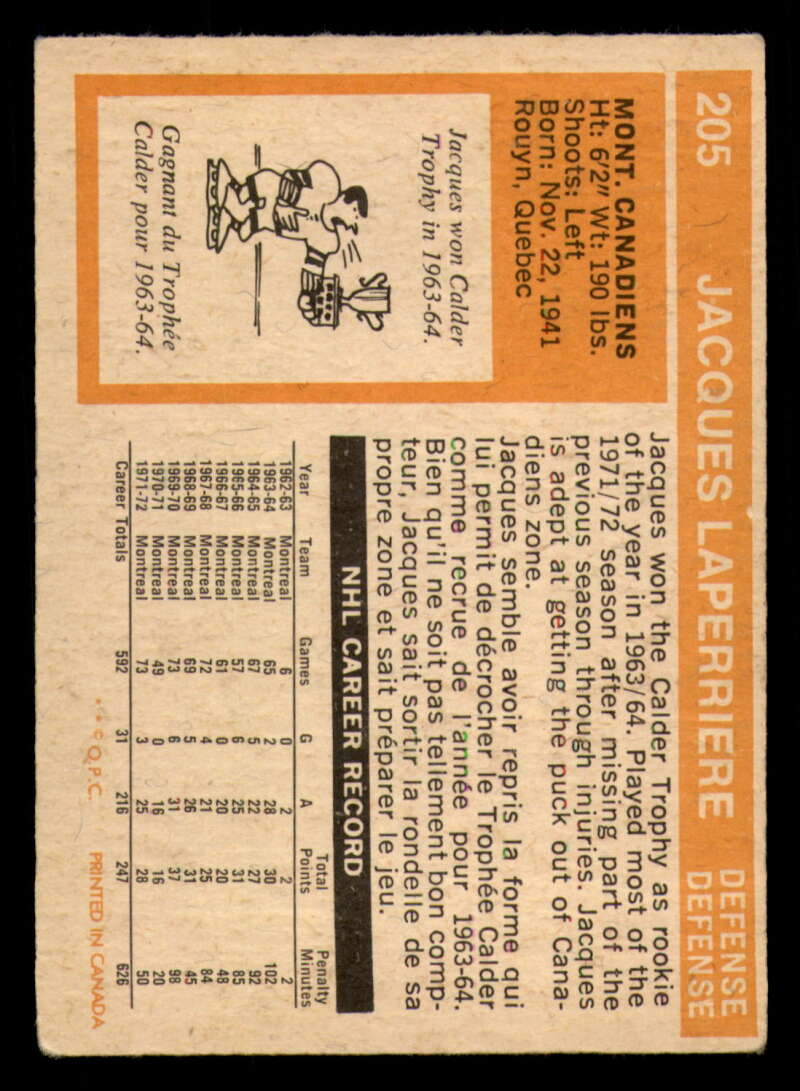 205 JACQUES LAPERRIERE DEFENSE
DEFENSE
MONT. CANADIENS
Ht: 6'2" Wt: 190 lbs.
Shoots: Left
Born: Nov. 22, 1941
Rouyn, Quebec
Jacques won Calder
Trophy in 1963-64.
Gagnant du Trophée
Calder pour 1963-64.
Jacques won the Calder Trophy as rookie
of the year in 1963/64. Played most of the
1971/72 season after missing part of the
previous season through injuries. Jacques
is adept at getting the puck out of Cana-
diens zone.
Jacques semble avoir repris la forme qui
lui permit de décrocher le Trophée Calder
comme recrue de l'année pour 1963-64.
Bien qu'il ne soit pas tellement bon comp-
teur, Jacques sait sortir la rondelle de sa
propre zone et sait préparer le jeu.
NHL CAREER RECORD
Year Team Games G A Total Points Penalty Minutes
1962-63 Montreal 6 0 2 2 2
1963-64 Montreal 65 2 28 30 102
1964-65 Montreal 67 5 22 27 92
1965-66 Montreal 57 6 25 31 85
1966-67 Montreal 61 0 20 20 48
1967-68 Montreal 72 4 21 25 84
1968-69 Montreal 69 5 26 31 45
1969-70 Montreal 73 6 31 37 98
1970-71 Montreal 49 0 16 16 20
1971-72 Montreal 73 3 25 28 50
Career Totals 592 31 216 247 626
** © O.P.C. PRINTED IN CANADA